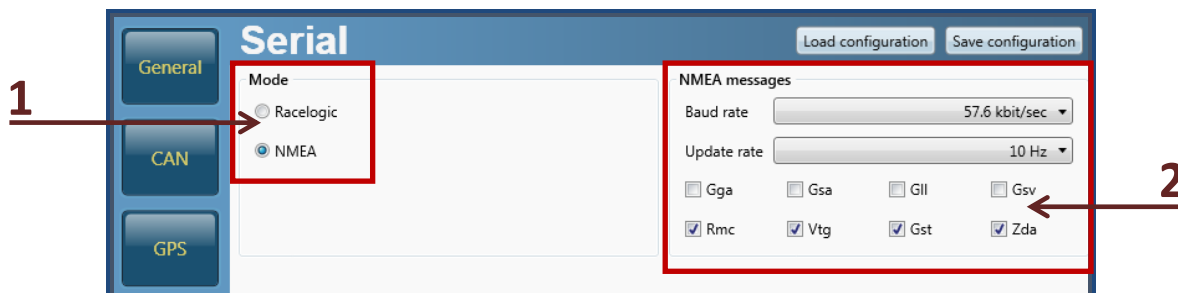 Serial
Load configuration
Save configuration
General
CAN
GPS
1
Mode
Racelogic
NMEA
NMEA messages
Baud rate 57.6 kbit/sec
Update rate 10 Hz
Gga Gsa Gll Gsv
Rmc Vtg Gst Zda
2